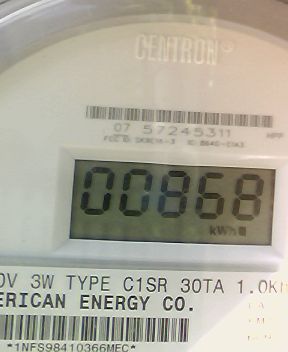 CENTRON®
07 57245311
00868
kWh
0V 3W TYPE C1SR 30TA 1.0K
ERICAN ENERGY CO.
*1NFS98410366MEC*